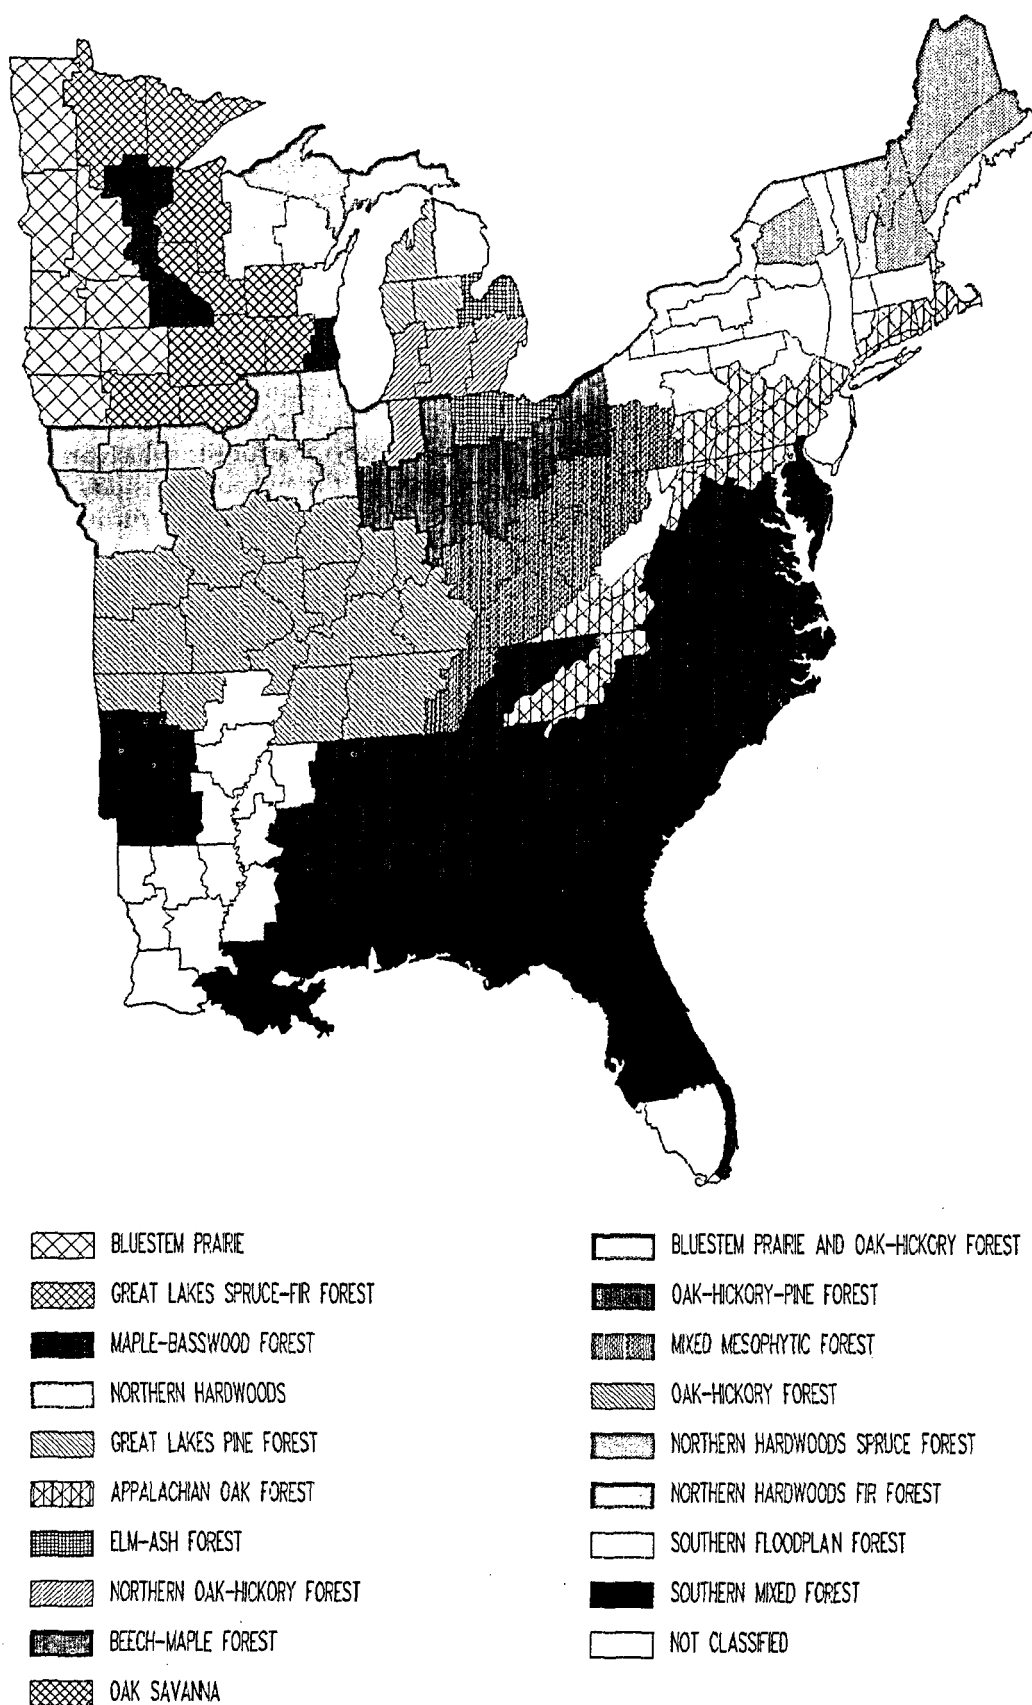 BLUESTEM PRAIRIE
GREAT LAKES SPRUCE-FIR FOREST
MAPLE-BASSWOOD FOREST
NORTHERN HARDWOODS
GREAT LAKES PINE FOREST
APPALACHIAN OAK FOREST
ELM-ASH FOREST
NORTHERN OAK-HICKORY FOREST
BEECH-MAPLE FOREST
OAK SAVANNA
BLUESTEM PRAIRIE AND OAK-HICKORY FOREST
OAK-HICKORY-PINE FOREST
MIXED MESOPHYTIC FOREST
OAK-HICKORY FOREST
NORTHERN HARDWOODS SPRUCE FOREST
NORTHERN HARDWOODS FIR FOREST
SOUTHERN FLOODPLAN FOREST
SOUTHERN MIXED FOREST
NOT CLASSIFIED